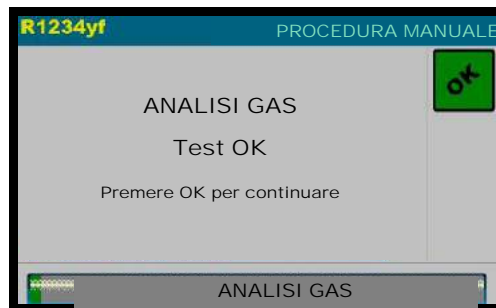 R1234yf PROCEDURA MANUALE
OK
ANALISI GAS
Test OK
Premere OK per continuare
ANALISI GAS